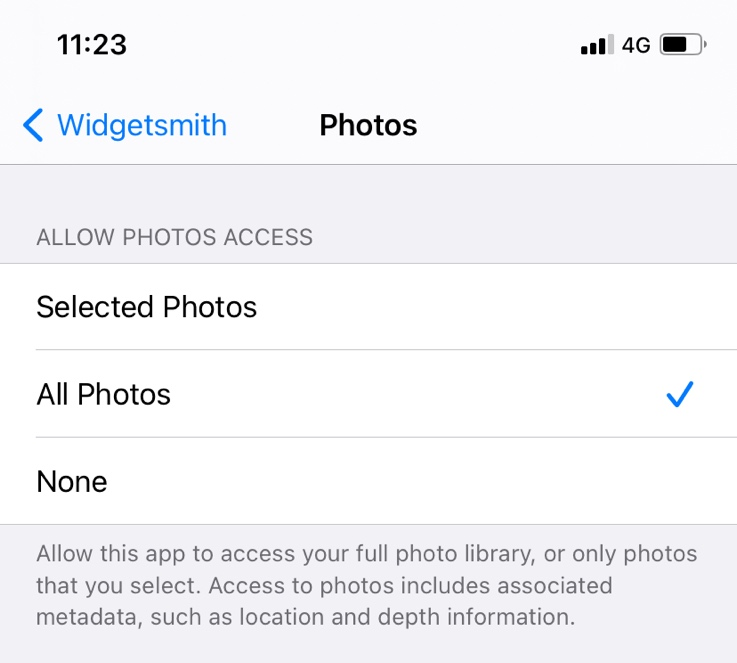 11:23 4G
Widgetsmith Photos
ALLOW PHOTOS ACCESS
Selected Photos
All Photos
None
Allow this app to access your full photo library, or only photos
that you select. Access to photos includes associated
metadata, such as location and depth information.